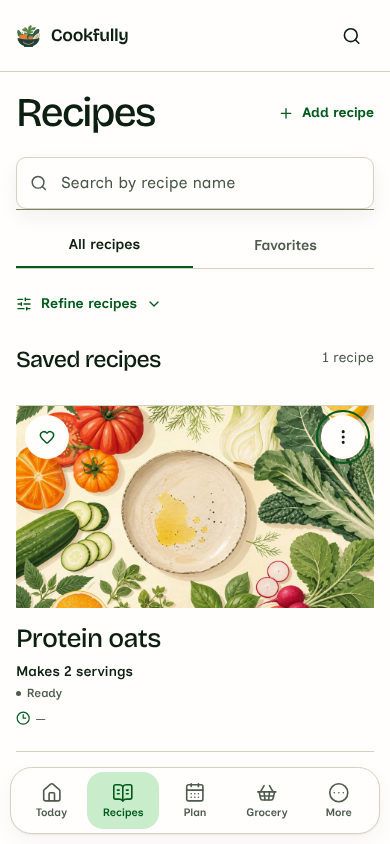 Cookfully
Recipes
Add recipe
Search by recipe name
All recipes
Favorites
Refine recipes
Saved recipes
1 recipe
Protein oats
Makes 2 servings
Ready
—
Today
Recipes
Plan
Grocery
More